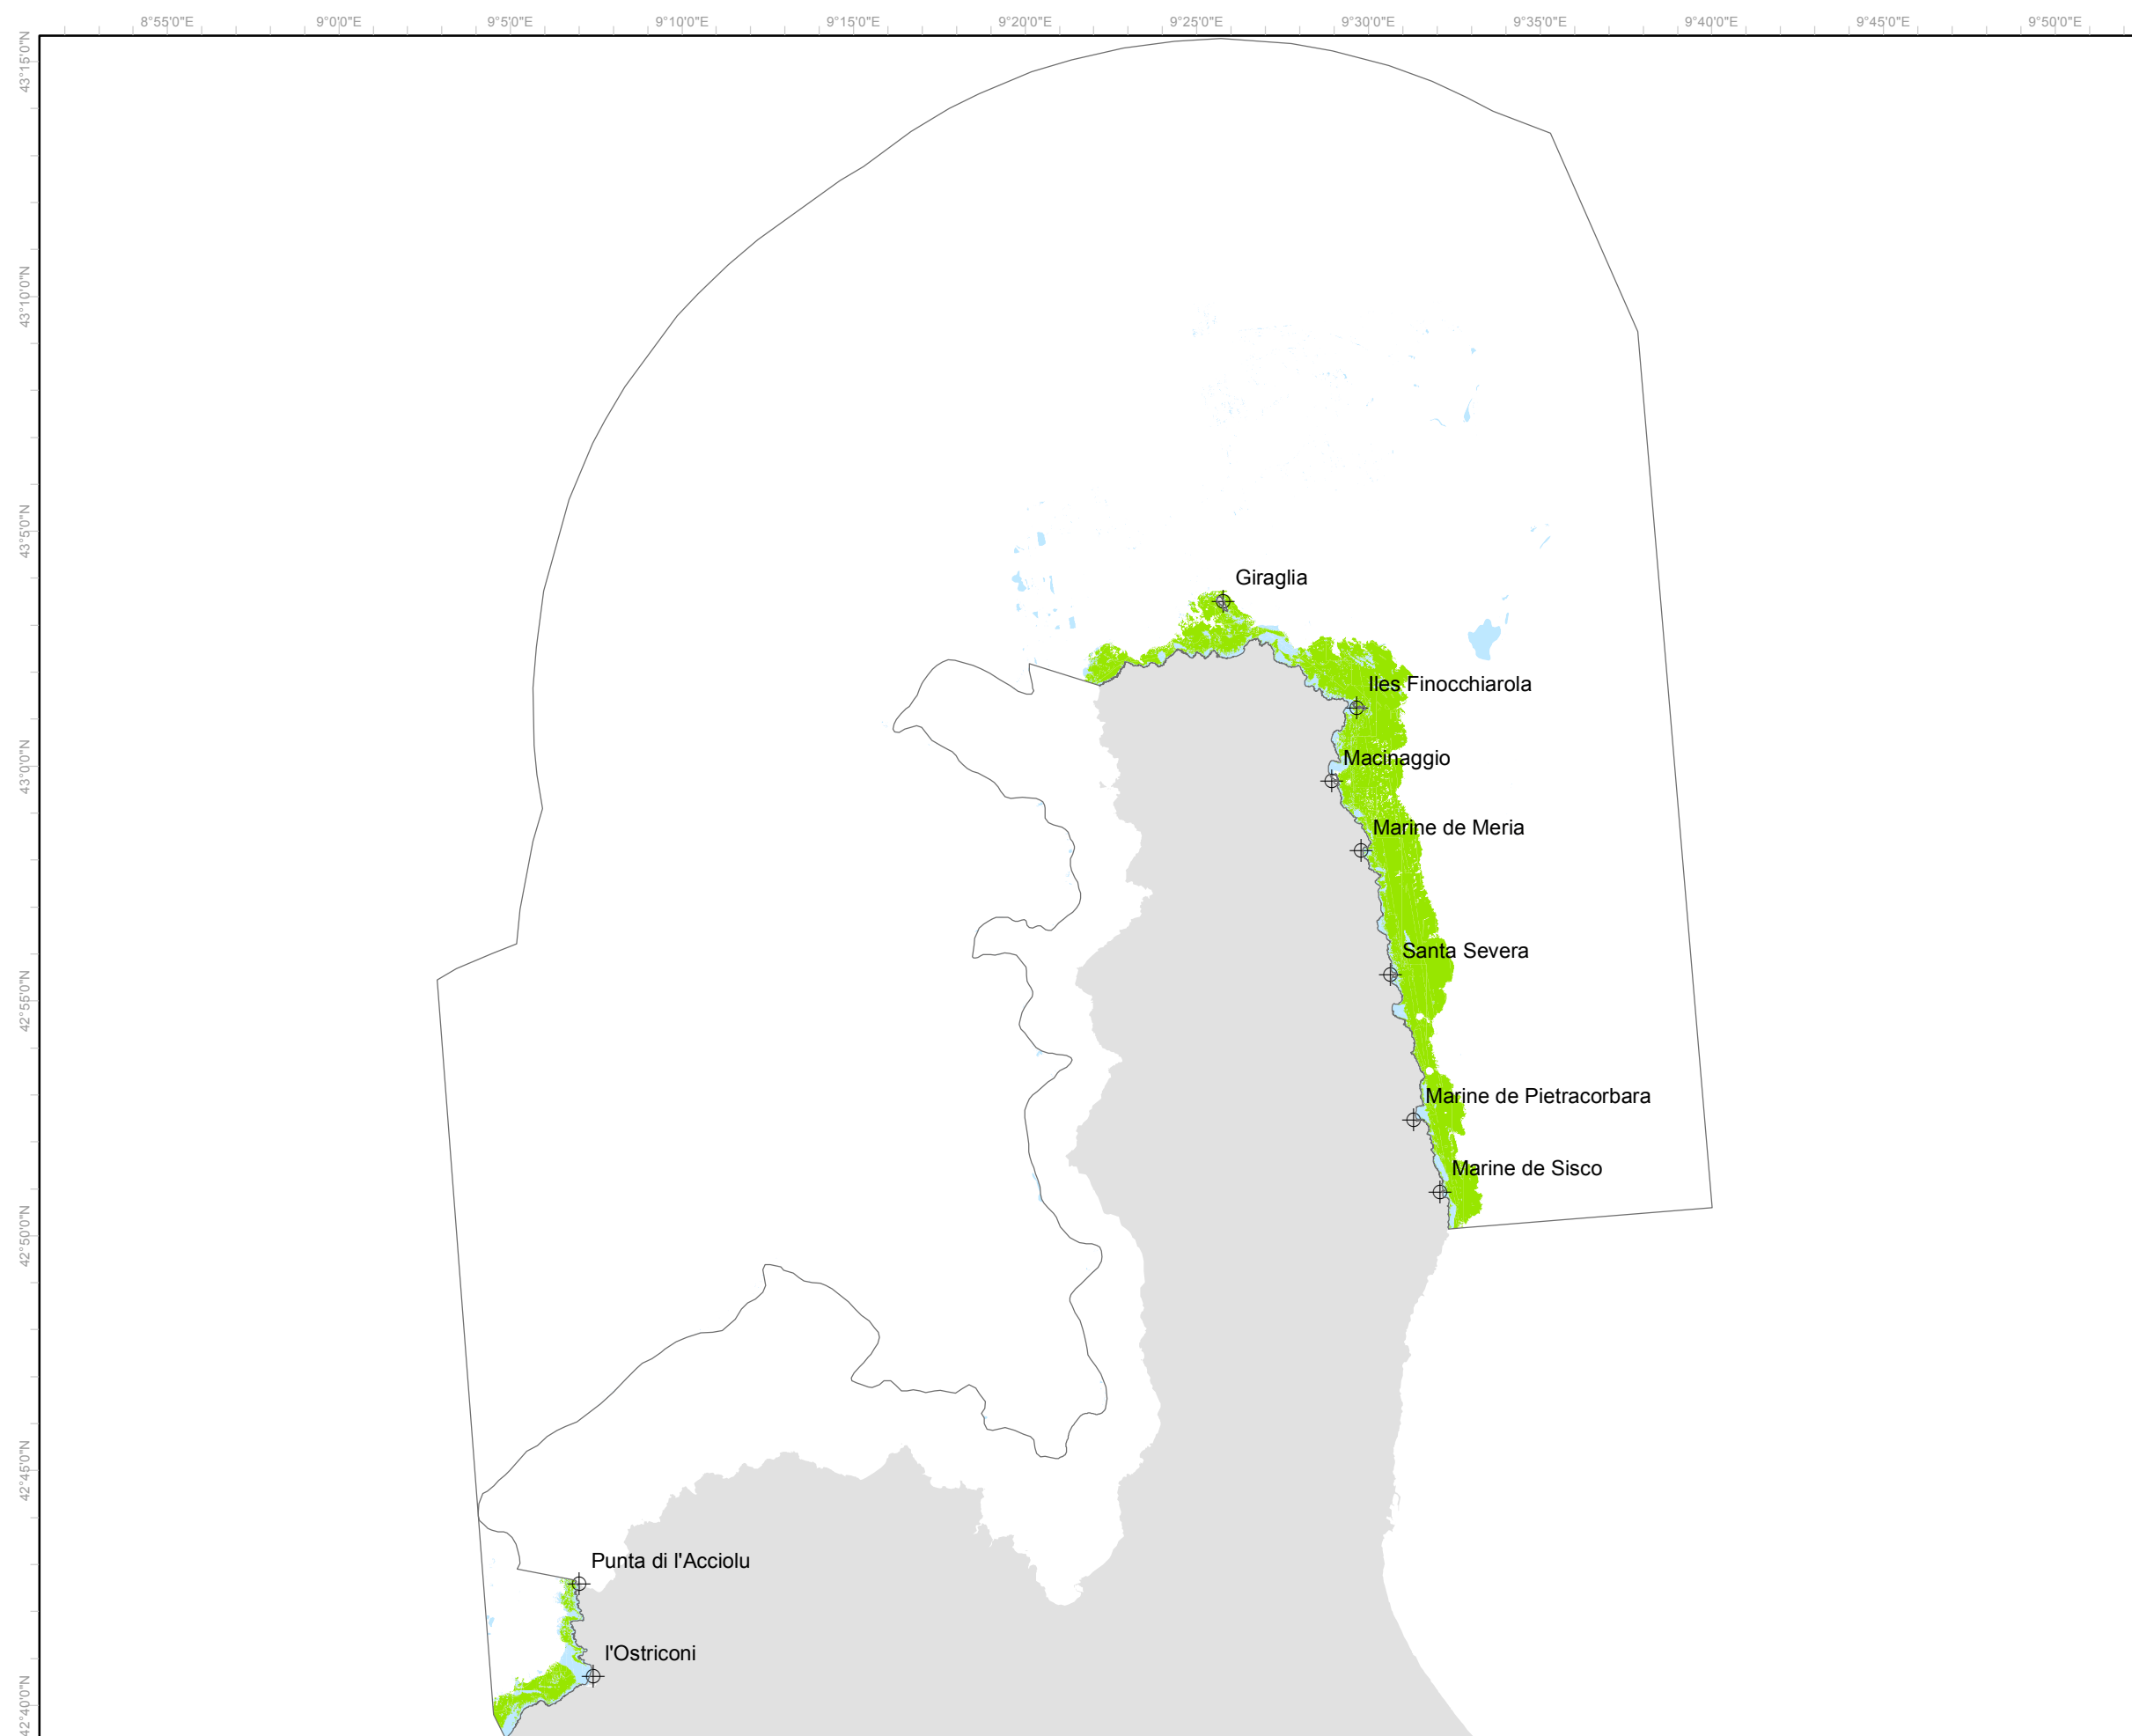 8°55'0"E
9°0'0"E
9°5'0"E
9°10'0"E
9°15'0"E
9°20'0"E
9°25'0"E
9°30'0"E
9°35'0"E
9°40'0"E
9°45'0"E
9°50'0"E
43°15'0"N
43°10'0"N
43°5'0"N
43°0'0"N
42°55'0"N
42°50'0"N
42°45'0"N
42°40'0"N
Giraglia
Iles Finocchiarola
Macinaggio
Marine de Meria
Santa Severa
Marine de Pietracorbara
Marine de Sisco
Punta di l'Acciolu
l'Ostriconi